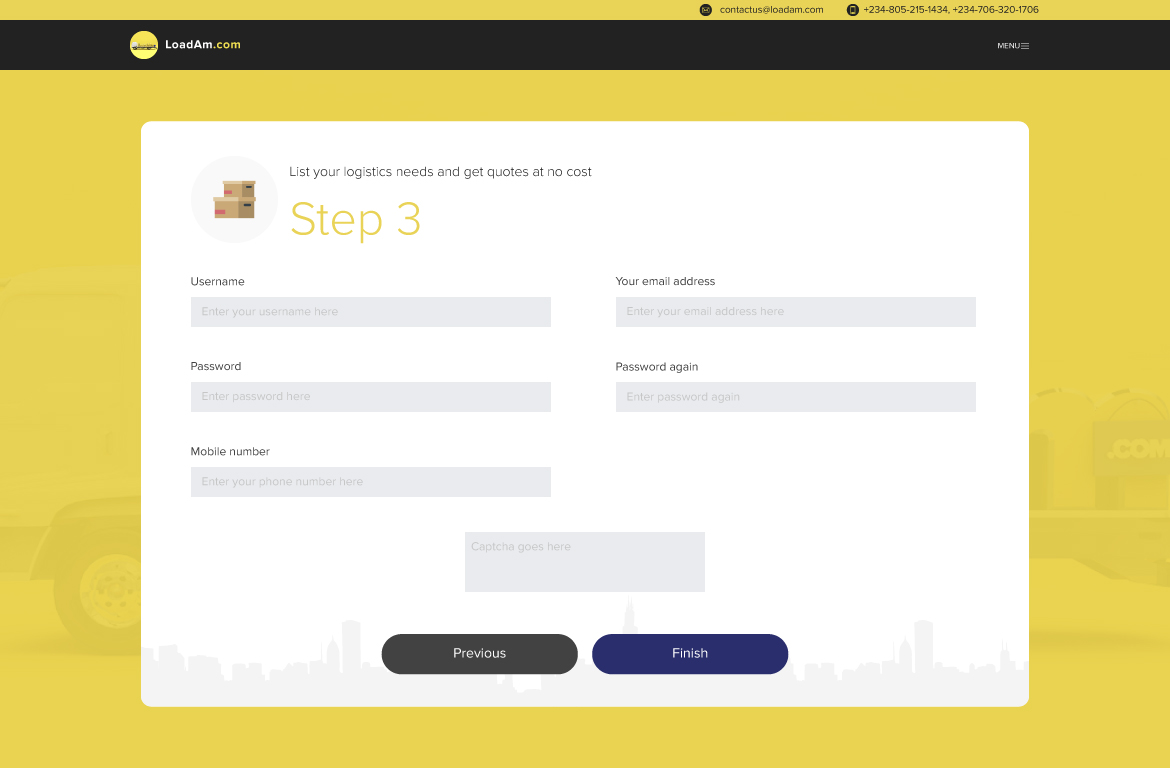 contactus@loadam.com +234-805-215-1434, +234-706-320-1706
LoadAm.com MENU
List your logistics needs and get quotes at no cost
Step 3
Username Your email address
Enter your username here Enter your email address here
Password Password again
Enter password here Enter password again
Mobile number
.COM
Enter your phone number here
Captcha goes here
Previous Finish